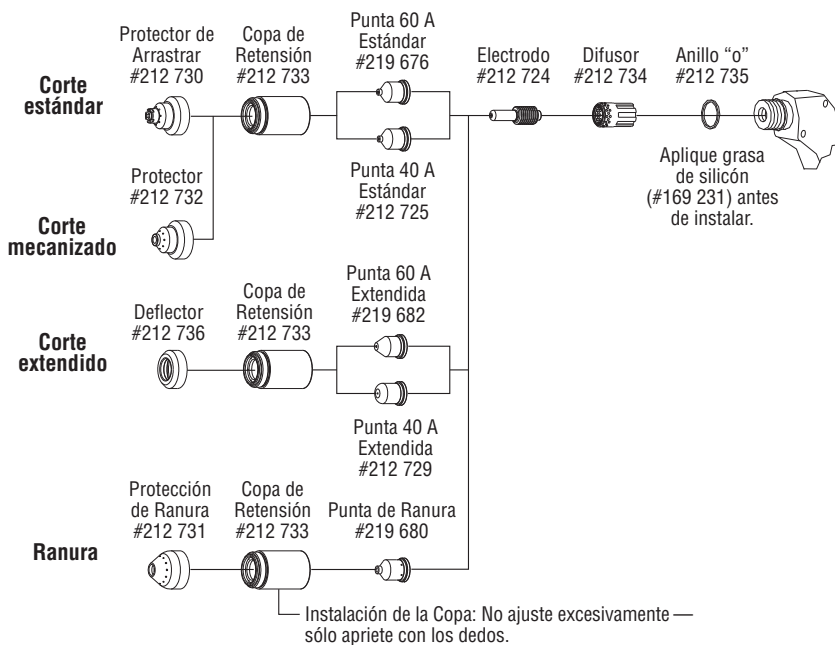 Corte
estándar
Protector de
Arrastrar
#212 730
Copa de
Retensión
#212 733
Punta 60 A
Estándar
#219 676
Punta 40 A
Estándar
#212 725
Electrodo
#212 724
Difusor
#212 734
Anillo “o”
#212 735
Aplique grasa
de silicón
(#169 231) antes
de instalar.
Corte
mecanizado
Protector
#212 732
Corte
extendido
Deflector
#212 736
Copa de
Retensión
#212 733
Punta 60 A
Extendida
#219 682
Punta 40 A
Extendida
#212 729
Ranura
Protección
de Ranura
#212 731
Copa de
Retensión
#212 733
Punta de Ranura
#219 680
Instalación de la Copa: No ajuste excesivamente —
sólo apriete con los dedos.